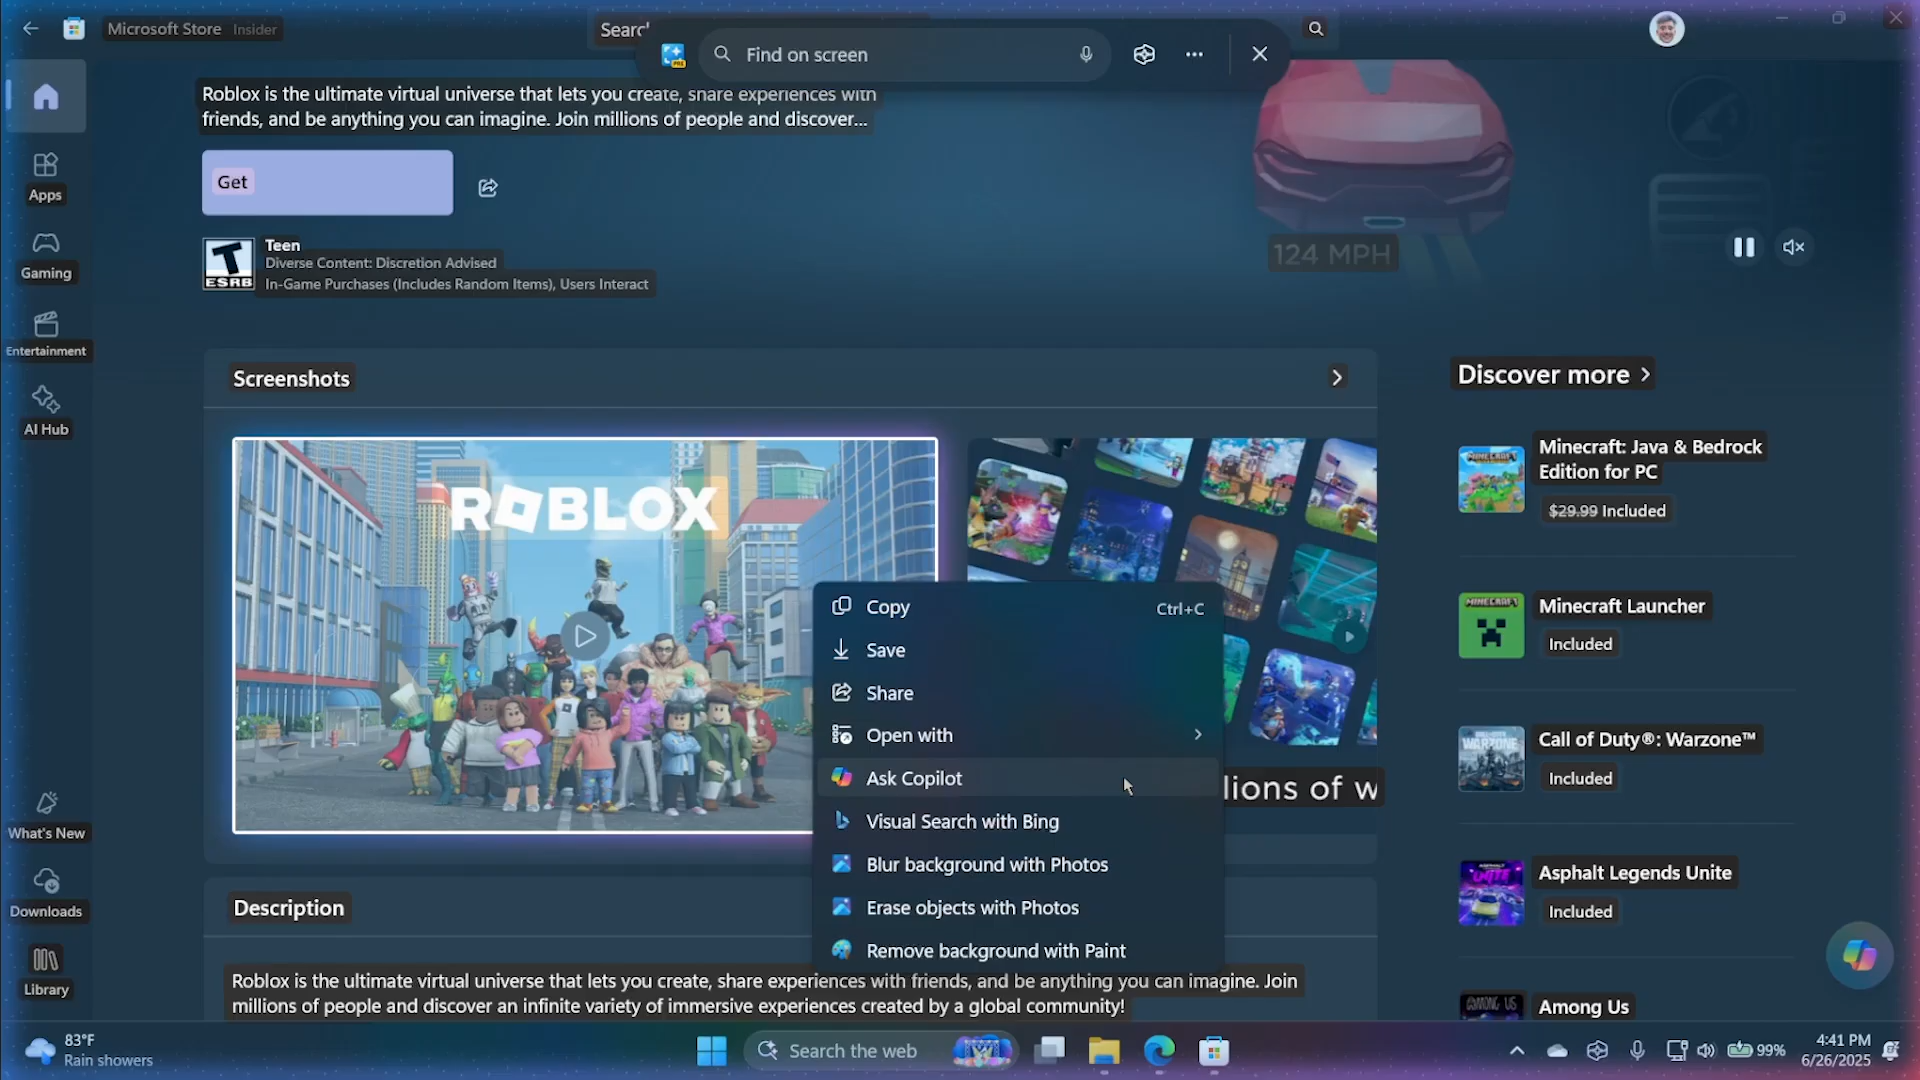 Microsoft Store Insider
Search
Find on screen
Roblox is the ultimate virtual universe that lets you create, share experiences with
friends, and be anything you can imagine. Join millions of people and discover...
Get
T
ESRB
Teen
Diverse Content: Discretion Advised
In-Game Purchases (Includes Random Items), Users Interact
124 MPH
Apps
Gaming
Entertainment
AI Hub
What's New
Downloads
Library
Screenshots
ROBLOX
Copy Ctrl+C
Save
Share
Open with
Ask Copilot
Visual Search with Bing
Blur background with Photos
Erase objects with Photos
Remove background with Paint
lions of w
Description
Roblox is the ultimate virtual universe that lets you create, share experiences with friends, and be anything you can imagine. Join
millions of people and discover an infinite variety of immersive experiences created by a global community!
Discover more
MINECRAFT
Minecraft: Java & Bedrock
Edition for PC
$29.99 Included
MINECRAFT
Minecraft Launcher
Included
WARZONE
Call of Duty®: Warzone™
Included
UNITE
Asphalt Legends Unite
Included
AMONG US
Among Us
83°F
Rain showers
Search the web
99%
4:41 PM
6/26/2025